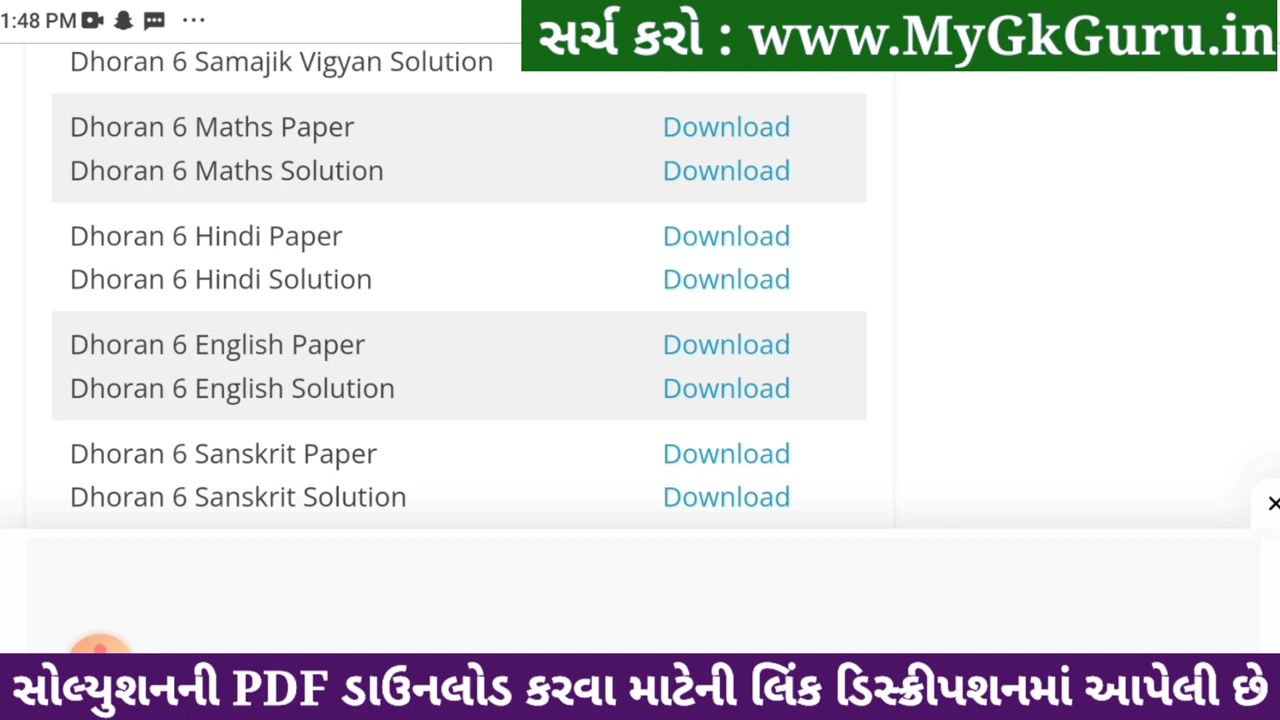 1:48 PM
સર્ચ કરો : www.MyGkGuru.in
Dhoran 6 Samajik Vigyan Solution
Dhoran 6 Maths Paper Download
Dhoran 6 Maths Solution Download
Dhoran 6 Hindi Paper Download
Dhoran 6 Hindi Solution Download
Dhoran 6 English Paper Download
Dhoran 6 English Solution Download
Dhoran 6 Sanskrit Paper Download
Dhoran 6 Sanskrit Solution Download
સોલ્યુશનની PDF ડાઉનલોડ કરવા માટેની લિંક ડિસ્ક્રીપશનમાં આપેલી છે